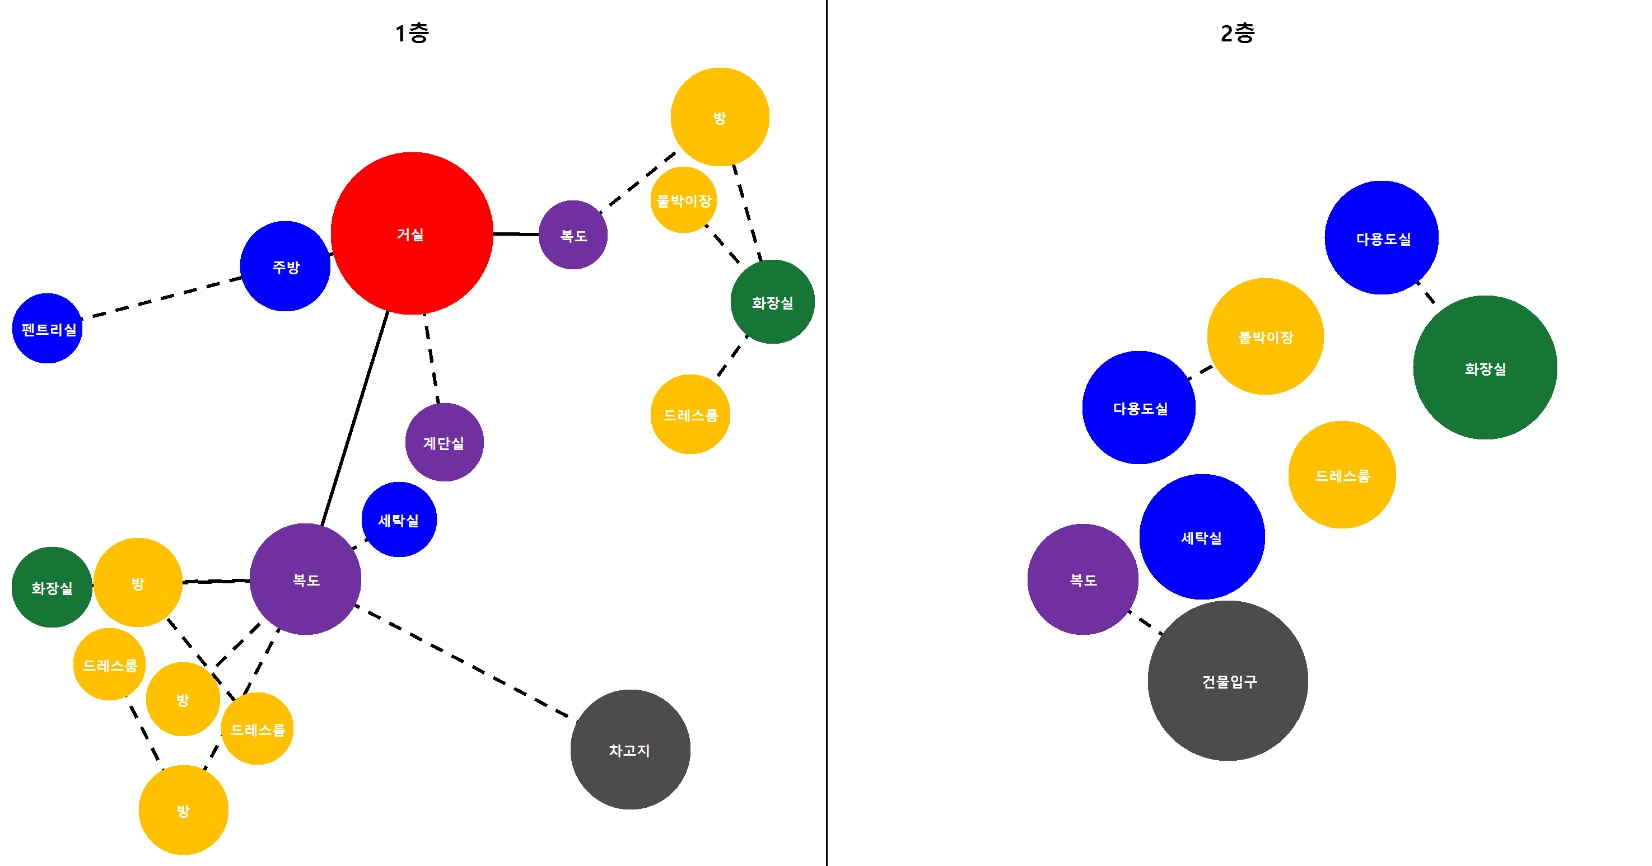 1층
방
붙박이장
거실
복도
주방
화장실
펜트리실
드레스룸
계단실
세탁실
화장실
방
복도
드레스룸
방
드레스룸
차고지
방
2층
다용도실
붙박이장
화장실
다용도실
드레스룸
세탁실
복도
건물입구